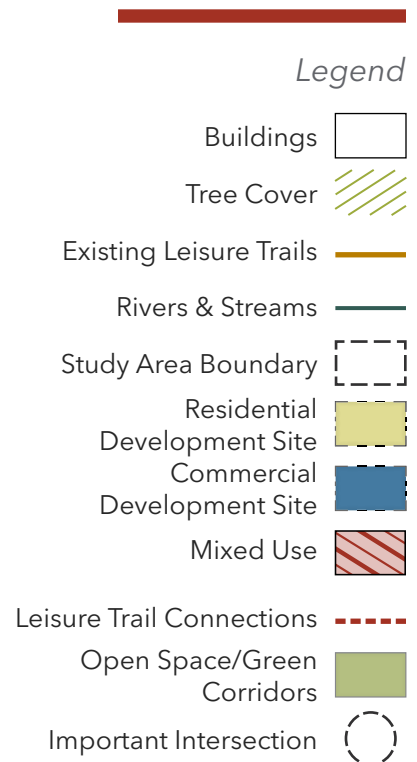 Legend
Buildings
Tree Cover
Existing Leisure Trails
Rivers & Streams
Study Area Boundary
Residential
Development Site
Commercial
Development Site
Mixed Use
Leisure Trail Connections
Open Space/Green
Corridors
Important Intersection